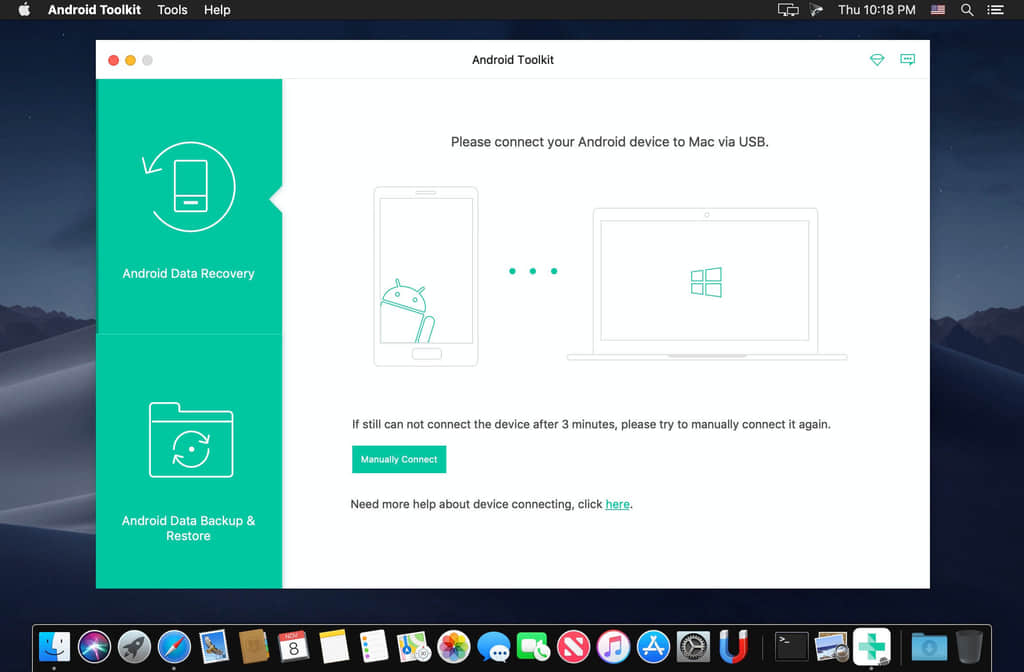 Android Toolkit Tools Help Thu 10:18 PM
Android Toolkit
Please connect your Android device to Mac via USB.
Android Data Recovery
If still can not connect the device after 3 minutes, please try to manually connect it again.
Manually Connect
Need more help about device connecting, click here.
Android Data Backup &
Restore
NOV
8